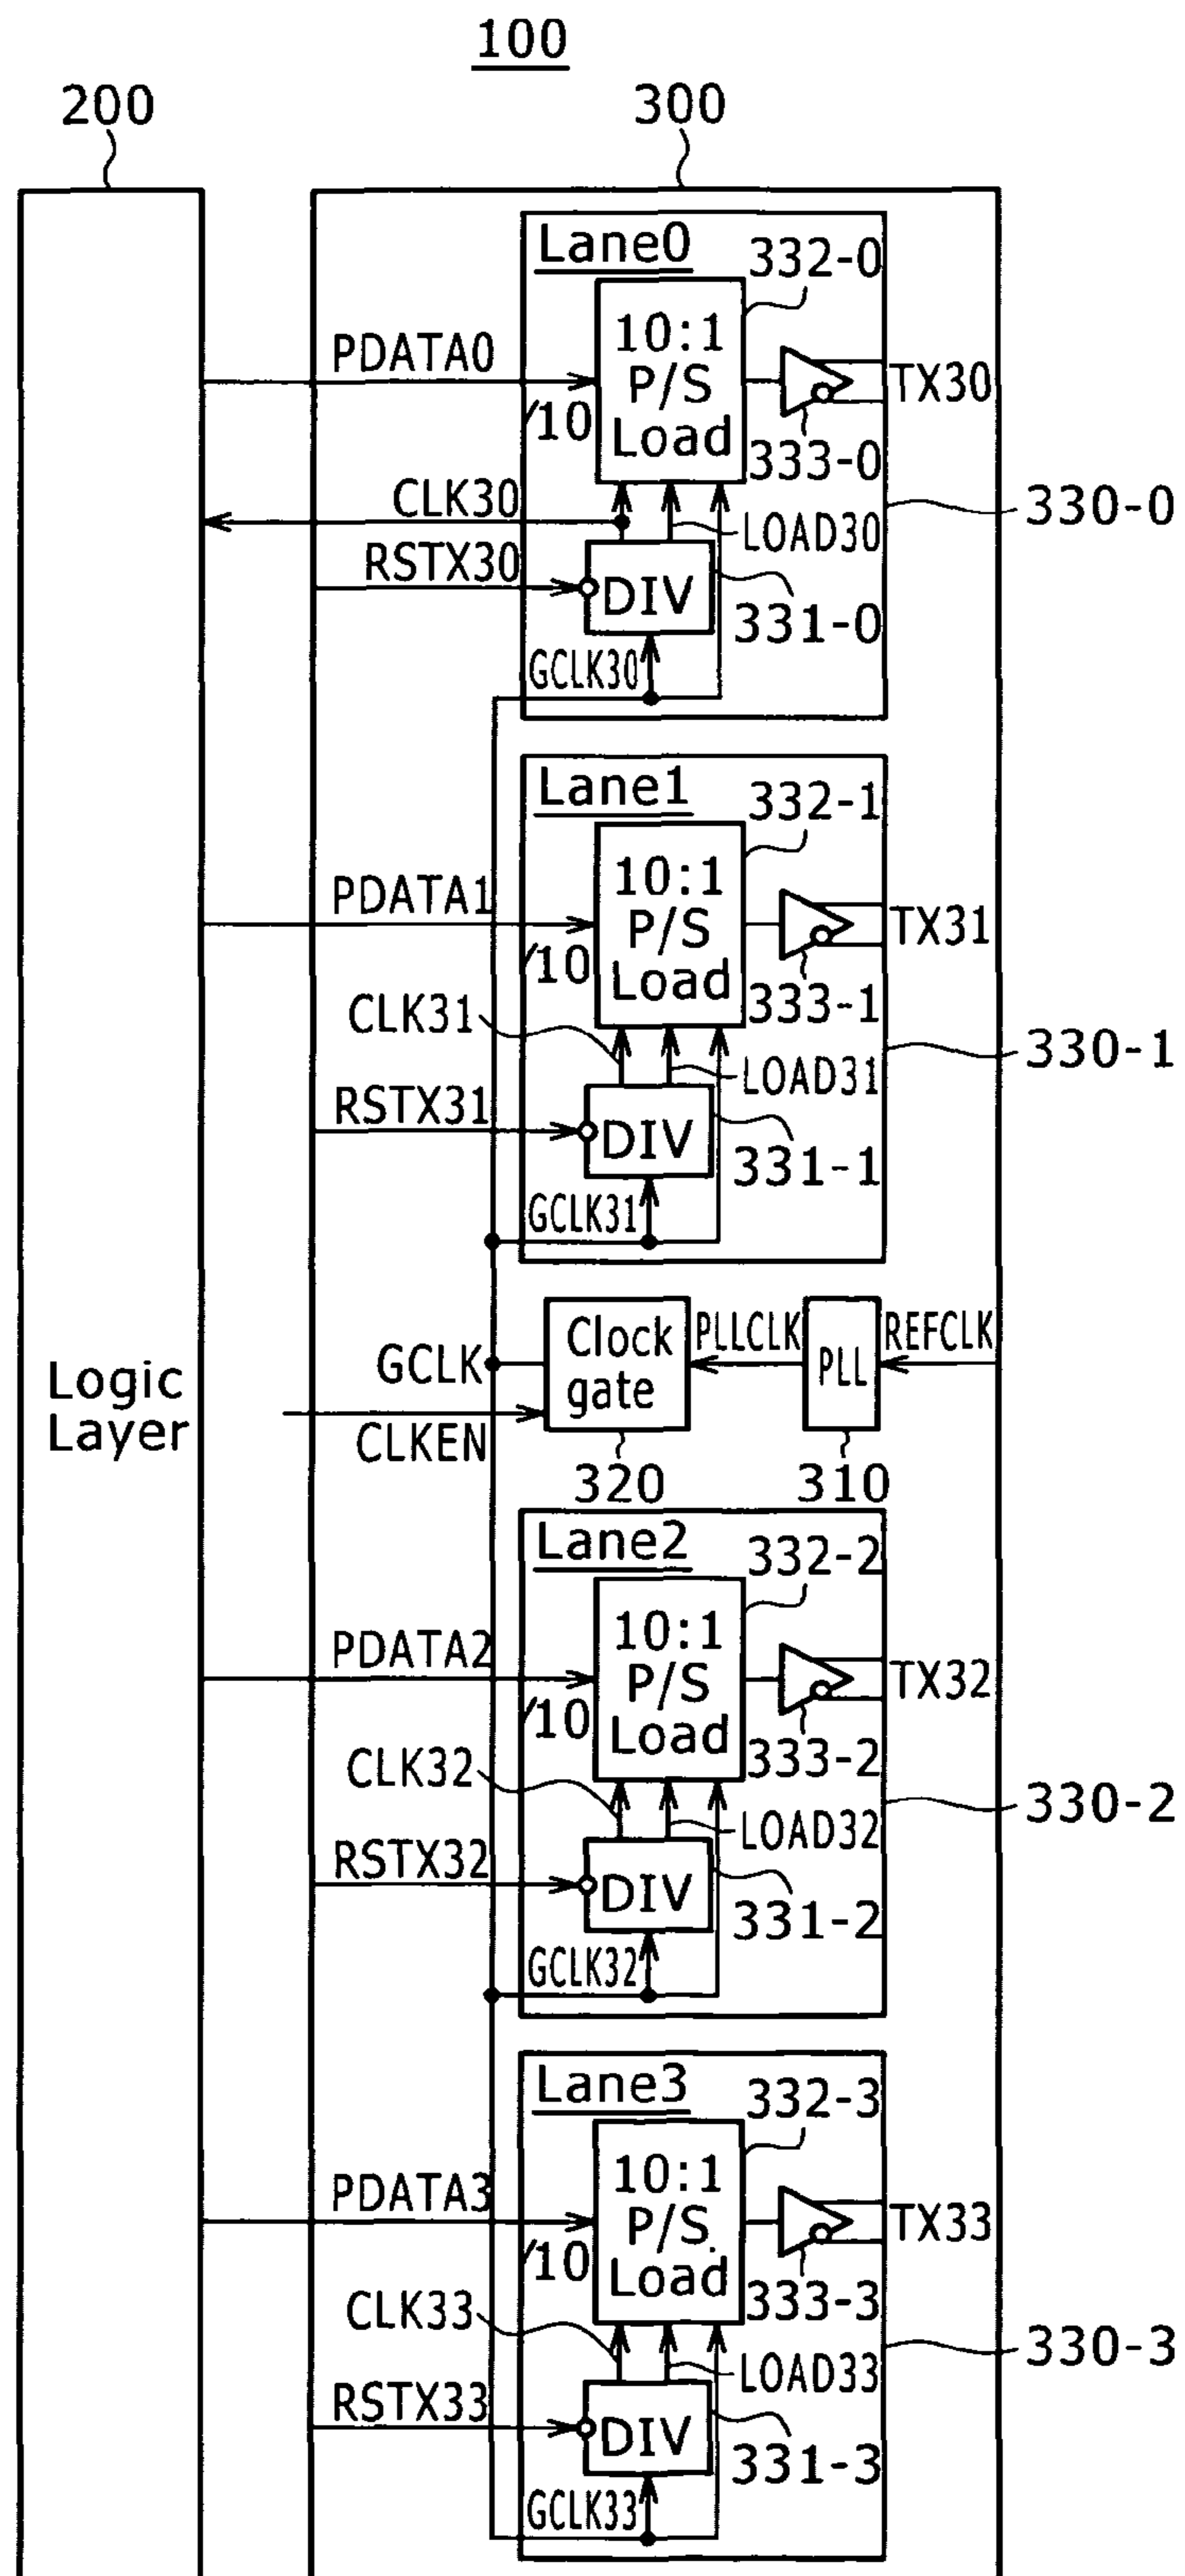 100
200
300
Lane0
332-0
10:1
P/S
Load
PDATA0
10
TX30
333-0
CLK30
LOAD30
330-0
RSTX30
DIV
331-0
GCLK30
Lane1
332-1
10:1
P/S
Load
PDATA1
10
TX31
333-1
CLK31
LOAD31
330-1
RSTX31
DIV
331-1
GCLK31
Clock
gate
PLLCLK
PLL
REFCLK
GCLK
CLKEN
320
310
Logic
Layer
Lane2
332-2
10:1
P/S
Load
PDATA2
10
TX32
333-2
CLK32
LOAD32
330-2
RSTX32
DIV
331-2
GCLK32
Lane3
332-3
10:1
P/S
Load
PDATA3
10
TX33
333-3
CLK33
LOAD33
330-3
RSTX33
DIV
331-3
GCLK33